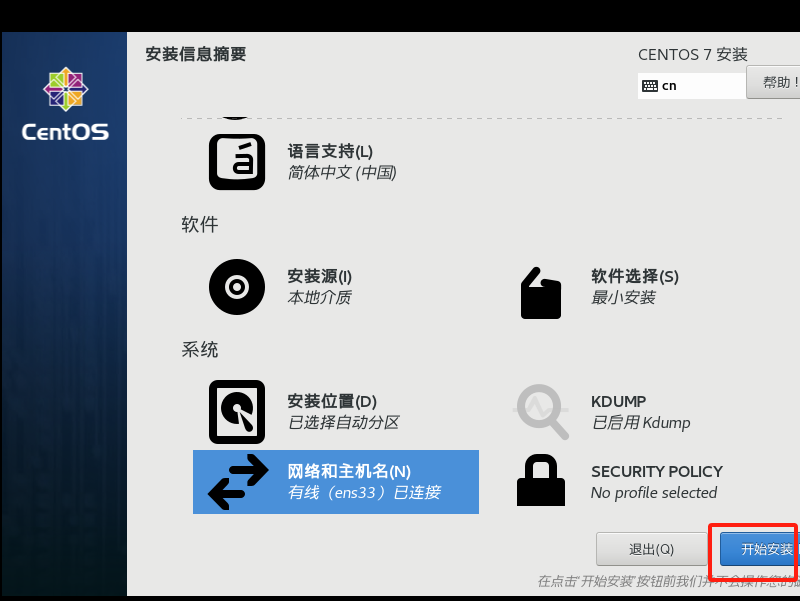 安装信息摘要
CENTOS 7 安装
cn
帮助！
CentOS
语言支持(L)
简体中文 (中国)
软件
安装源(I)
本地介质
软件选择(S)
最小安装
系统
安装位置(D)
已选择自动分区
KDUMP
已启用 Kdump
网络和主机名(N)
有线（ens33）已连接
SECURITY POLICY
No profile selected
退出(Q)
开始安装
在点击"开始安装"按钮前我们并不会操作您的